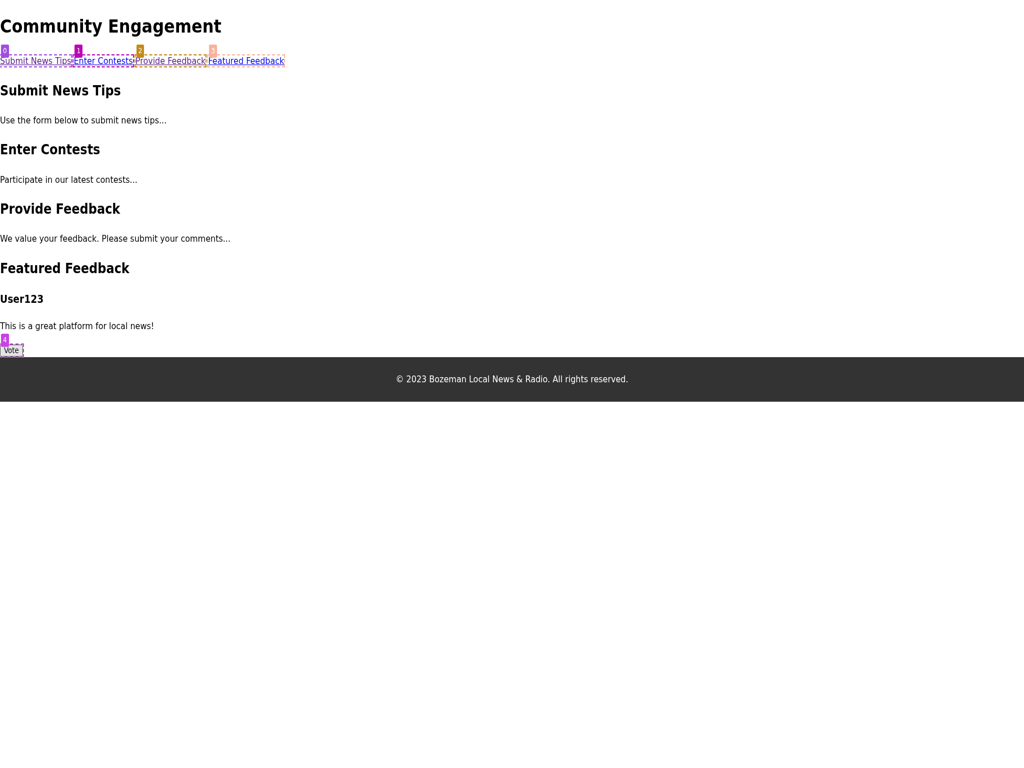 Community Engagement
0 1 2 3
Submit News Tips Enter Contests Provide Feedback Featured Feedback
Submit News Tips
Use the form below to submit news tips...
Enter Contests
Participate in our latest contests...
Provide Feedback
We value your feedback. Please submit your comments...
Featured Feedback
User123
This is a great platform for local news!
4
Vote
© 2023 Bozeman Local News & Radio. All rights reserved.